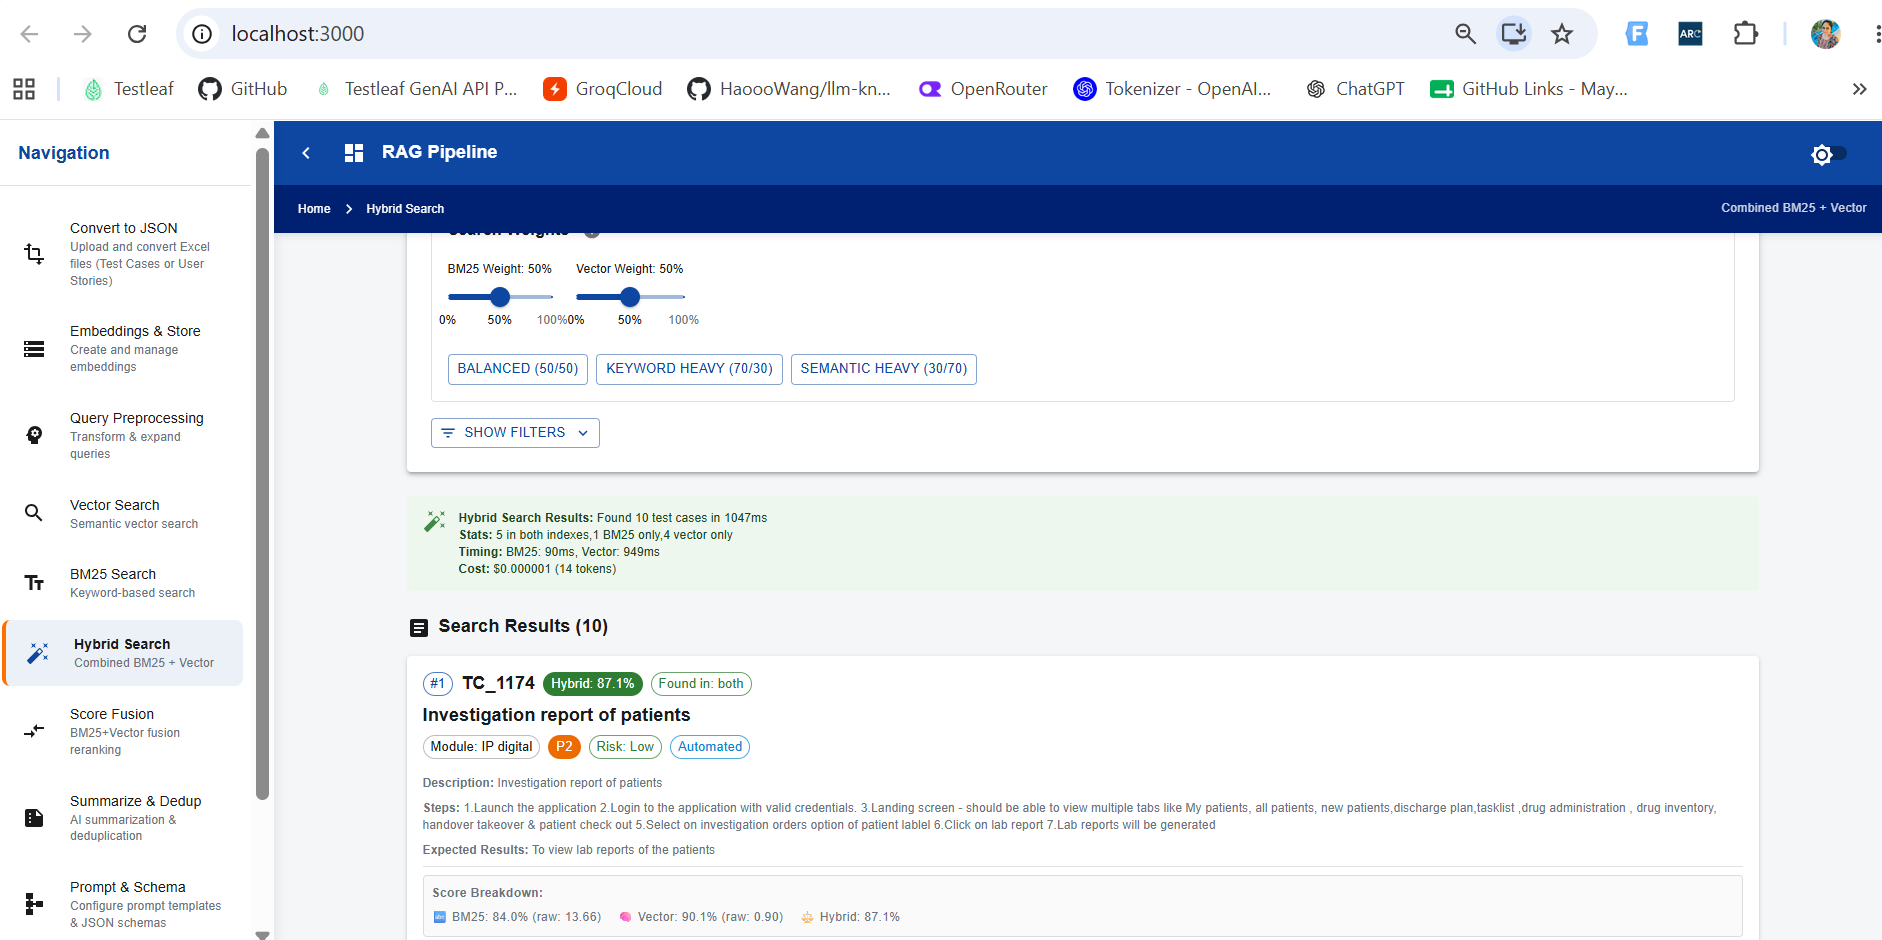 localhost:3000
Testleaf
GitHub
Testleaf GenAI API P...
GroqCloud
HaoooWang/llm-kn...
OpenRouter
Tokenizer - OpenAI...
ChatGPT
GitHub Links - May...
F
ARC
Navigation
Convert to JSON
Upload and convert Excel
files (Test Cases or User
Stories)
Embeddings & Store
Create and manage
embeddings
Query Preprocessing
Transform & expand
queries
Vector Search
Semantic vector search
BM25 Search
Keyword-based search
Hybrid Search
Combined BM25 + Vector
Score Fusion
BM25+Vector fusion
reranking
Summarize & Dedup
AI summarization &
deduplication
Prompt & Schema
Configure prompt templates
& JSON schemas
RAG Pipeline
Home > Hybrid Search
Combined BM25 + Vector
Search Weights
BM25 Weight: 50%
Vector Weight: 50%
0% 50% 100%
0% 50% 100%
BALANCED (50/50)
KEYWORD HEAVY (70/30)
SEMANTIC HEAVY (30/70)
SHOW FILTERS
Hybrid Search Results: Found 10 test cases in 1047ms
Stats: 5 in both indexes,1 BM25 only,4 vector only
Timing: BM25: 90ms, Vector: 949ms
Cost: $0.000001 (14 tokens)
Search Results (10)
#1 TC_1174 Hybrid: 87.1% Found in: both
Investigation report of patients
Module: IP digital P2 Risk: Low Automated
Description: Investigation report of patients
Steps: 1.Launch the application 2.Login to the application with valid credentials. 3.Landing screen - should be able to view multiple tabs like My patients, all patients, new patients,discharge plan,tasklist ,drug administration , drug inventory,
handover takeover & patient check out 5.Select on investigation orders option of patient lablel 6.Click on lab report 7.Lab reports will be generated
Expected Results: To view lab reports of the patients
Score Breakdown:
BM25: 84.0% (raw: 13.66) Vector: 90.1% (raw: 0.90) Hybrid: 87.1%